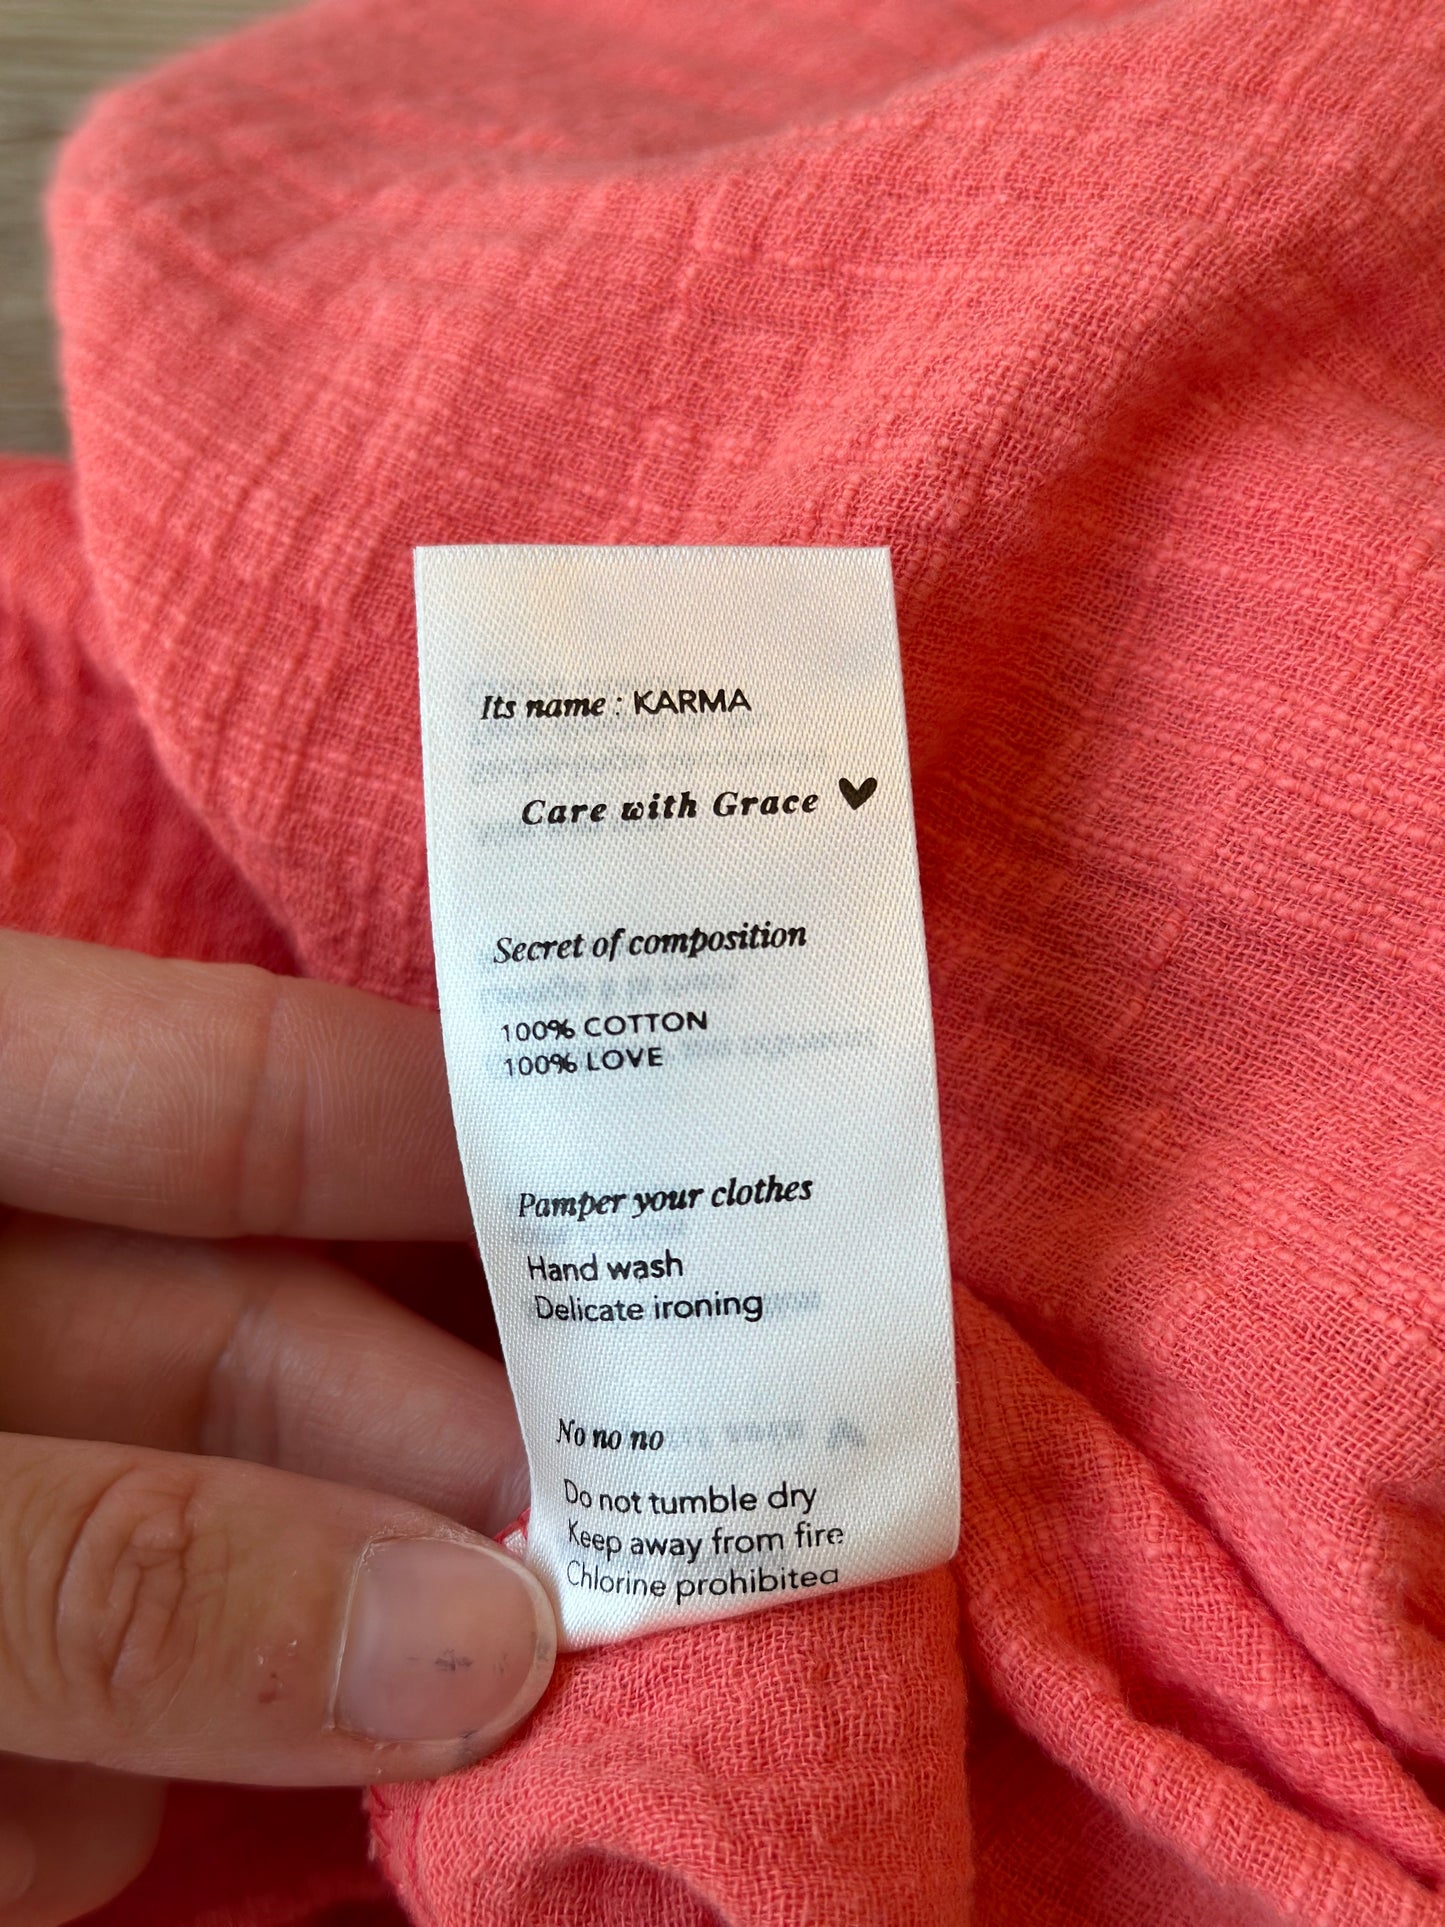 Its name : KARMA
Care with Grace ♥
Secret of composition
100% COTTON
100% LOVE
Pamper your clothes
Hand wash
Delicate ironing
No no no
Do not tumble dry
Keep away from fire
Chlorine prohibited